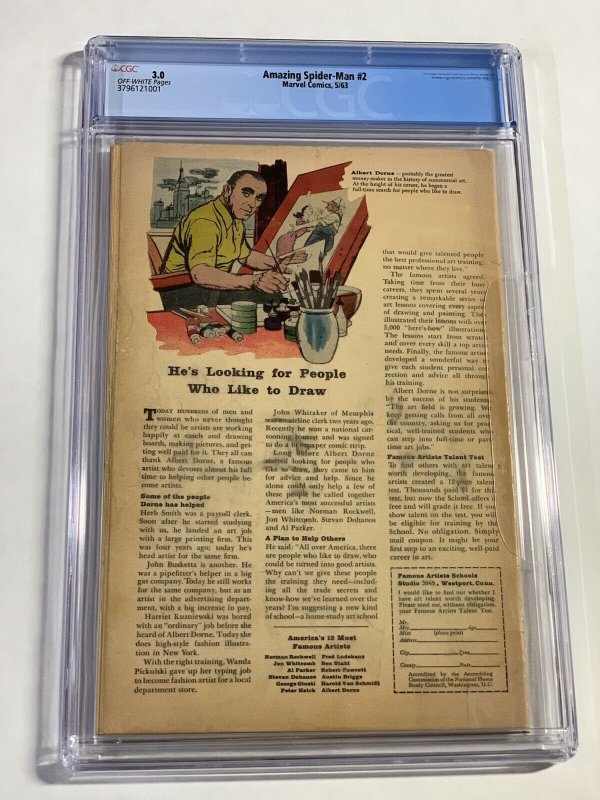 CGC
3.0
OFF-WHITE Pages
3796121001
Amazing Spider-Man #2
Marvel Comics, 5/63
CGC
Albert Dorne – probably the greatest
money-maker in the history of commercial art.
At the height of his career, he began a
full-time search for people who like to draw.
He's Looking for People
Who Like to Draw
TODAY HUNDREDS of men and
women who never thought
they could be artists are working
happily at easels and drawing
boards, making pictures, and get-
ting well paid for it. They all can
thank Albert Dorne, a famous
artist who devotes almost his full
time to helping other people be-
come artists.
Some of the people
Dorne has helped
Herb Smith was a payroll clerk.
Soon after he started studying
with us, he landed an art job
with a large printing firm. This
was four years ago; today he's
head artist for the same firm.
John Busketta is another. He
was a pipefitter's helper in a big
gas company. Today he still works
for the same company, but as an
artist in the advertising depart-
ment, with a big increase in pay.
Harriet Kuzniewski was bored
with an "ordinary" job before she
heard of Albert Dorne. Today she
does high-style fashion illustra-
tion in New York.
With the right training, Wanda
Pickulski gave up her typing job
to become fashion artist for a local
department store.
John Whitaker of Memphis
was an airline clerk two years ago.
Recently he won a national car-
tooning contest and was signed
to do a newspaper comic strip.
Long before Albert Dorne
started looking for people who
like to draw, they came to him
for advice and help. Since he
alone could only help a few of
these people he called together
America's most successful artists
—men like Norman Rockwell,
Jon Whitcomb, Stevan Dohanos
and Al Parker.
A Plan to Help Others
He said: "All over America, there
are people who like to draw, who
could be turned into good artists.
Why can't we give these people
the training they need—includ-
ing all the trade secrets and
know-how we've learned over the
years! I'm suggesting a new kind
of school—a home-study art school
America's 12 Most
Famous Artists
Norman Rockwell Fred Ludekens
Jon Whitcomb Ben Stahl
Al Parker Robert Fawcett
Stevan Dohanos Austin Briggs
George Giusti Harold Von Schmidt
Peter Helck Albert Dorne
that would give talented people
the best professional art training,
no matter where they live."
The famous artists agreed.
Taking time from their busy
careers, they spent several years
creating a remarkable series of
art lessons covering every aspect
of drawing and painting. They
illustrated their lessons with over
5,000 "here's-how" illustrations.
The lessons start from scratch
and cover every skill a top artist
needs. Finally, the famous artists
developed a wonderful way to
give each student personal cor-
rection and advice all through
his training.
Albert Dorne is not surprised
by the success of his students.
"The art field is growing. We
keep getting calls from all over
the country, asking us for prac-
tical, well-trained students who
can step into full-time or part-
time art jobs."
Famous Artists Talent Test
To find others with art talent
worth developing, the famous
artists created a 12-page talent
test. Thousands paid $1 for this
test, but now the School offers it
free and will grade it free. If you
show talent on the test, you will
be eligible for training by the
School. No obligation. Simply
mail coupon. It might be your
first step to an exciting, well-paid
career in art.
Famous Artists Schools
Studio 3949, Westport, Conn.
I would like to find out whether I
have art talent worth developing.
Please send me, without obligation,
your Famous Artists Talent Test.
Mr.
Mrs. Age
Miss (please print)
Address
City Zone
County State
Accredited by the Accrediting
Commission of the National Home
Study Council, Washington, D.C.